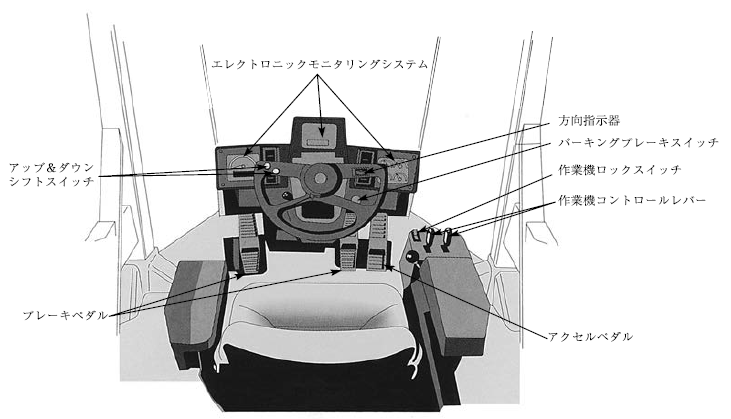 エレクトロニックモニタリングシステム
方向指示器
パーキングブレーキスイッチ
アップ＆ダウン
シフトスイッチ
作業機ロックスイッチ
作業機コントロールレバー
ブレーキペダル
アクセルペダル